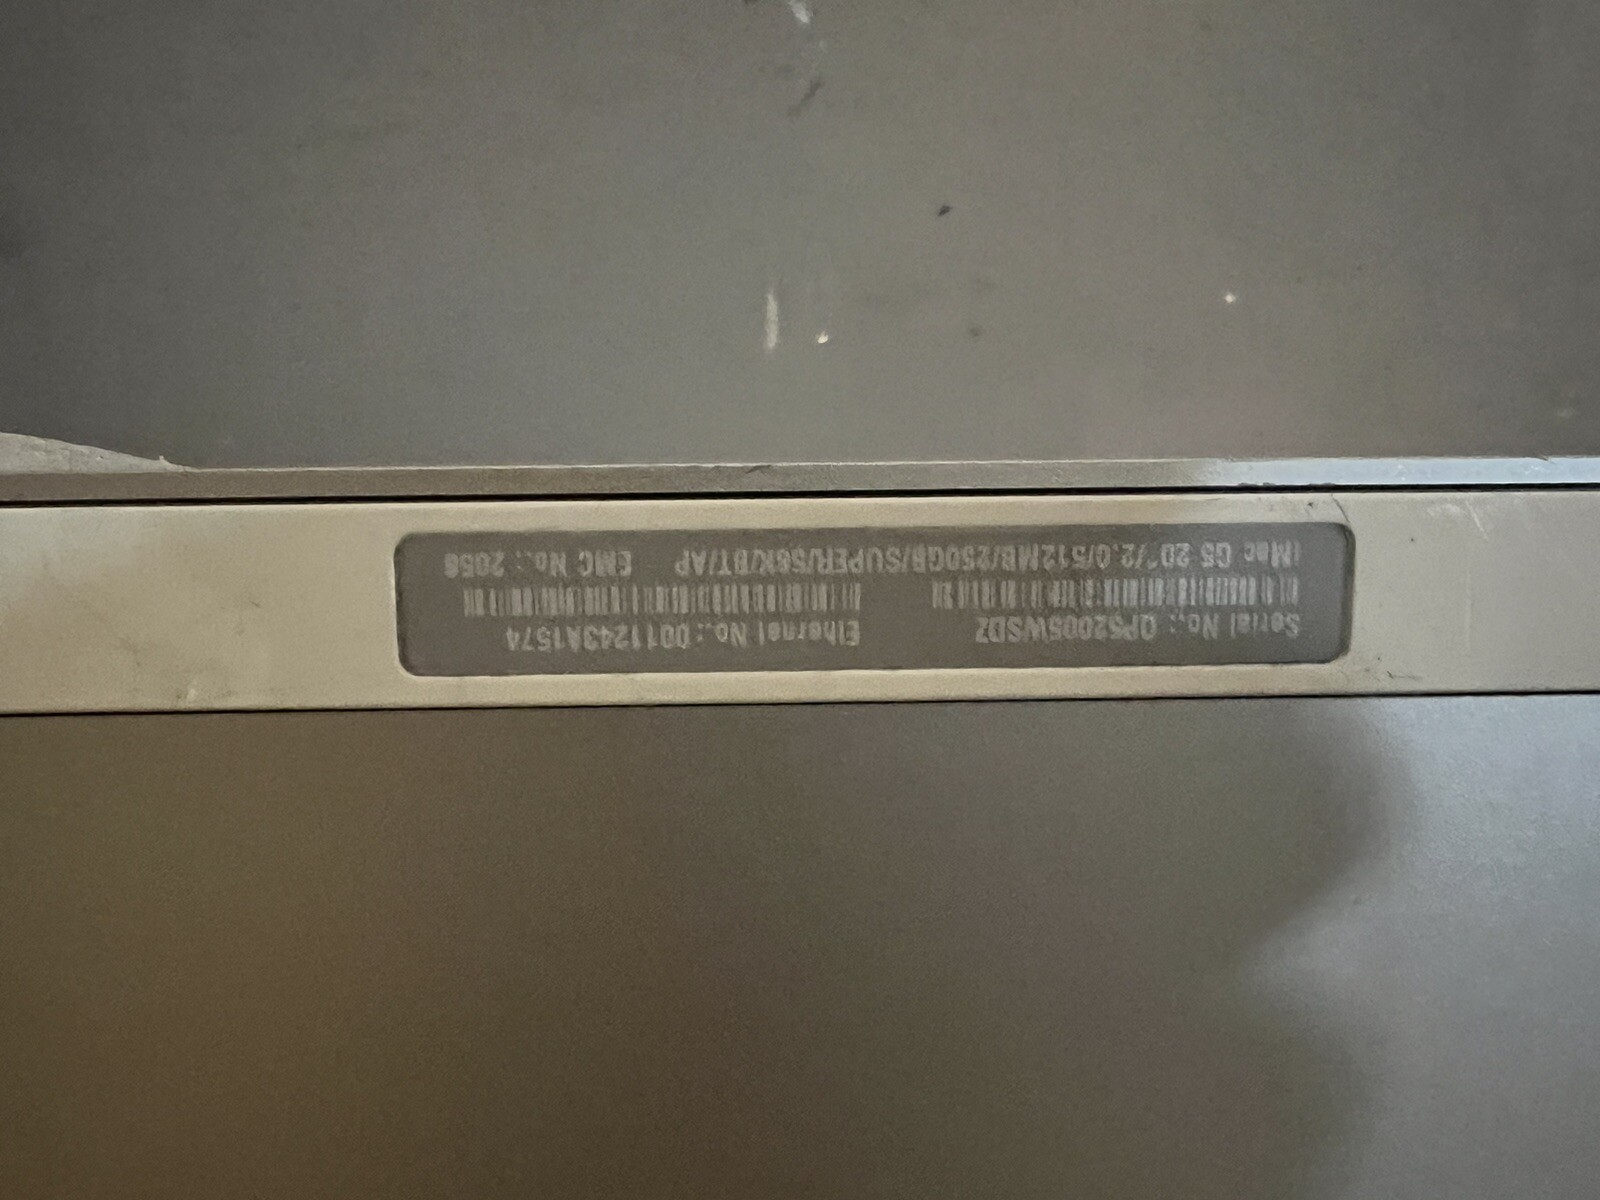 Serial No.: QP52005WSDZ
Ethernet No.: 0011243A1574
iMac G5 20"/2.0/512MB/250GB/SUPER/56K/BT/AP
EMC No.: 2056